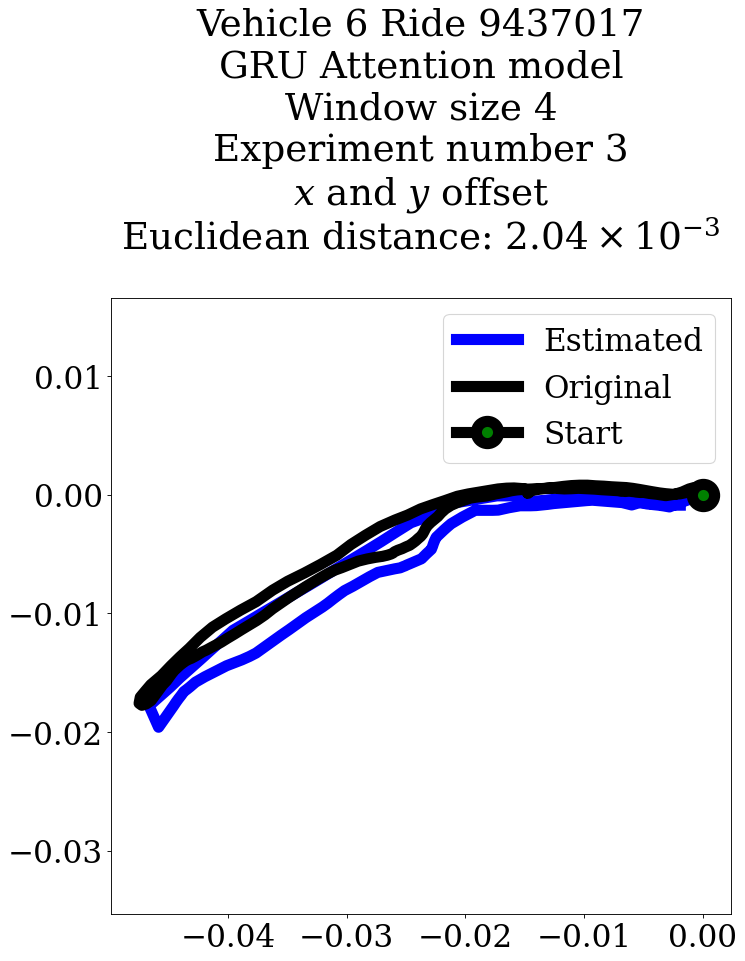 Vehicle 6 Ride 9437017
GRU Attention model
Window size 4
Experiment number 3
x and y offset
Euclidean distance: 2.04 × 10⁻³
Estimated
Original
Start
0.01
0.00
−0.01
−0.02
−0.03
−0.04 −0.03 −0.02 −0.01 0.00